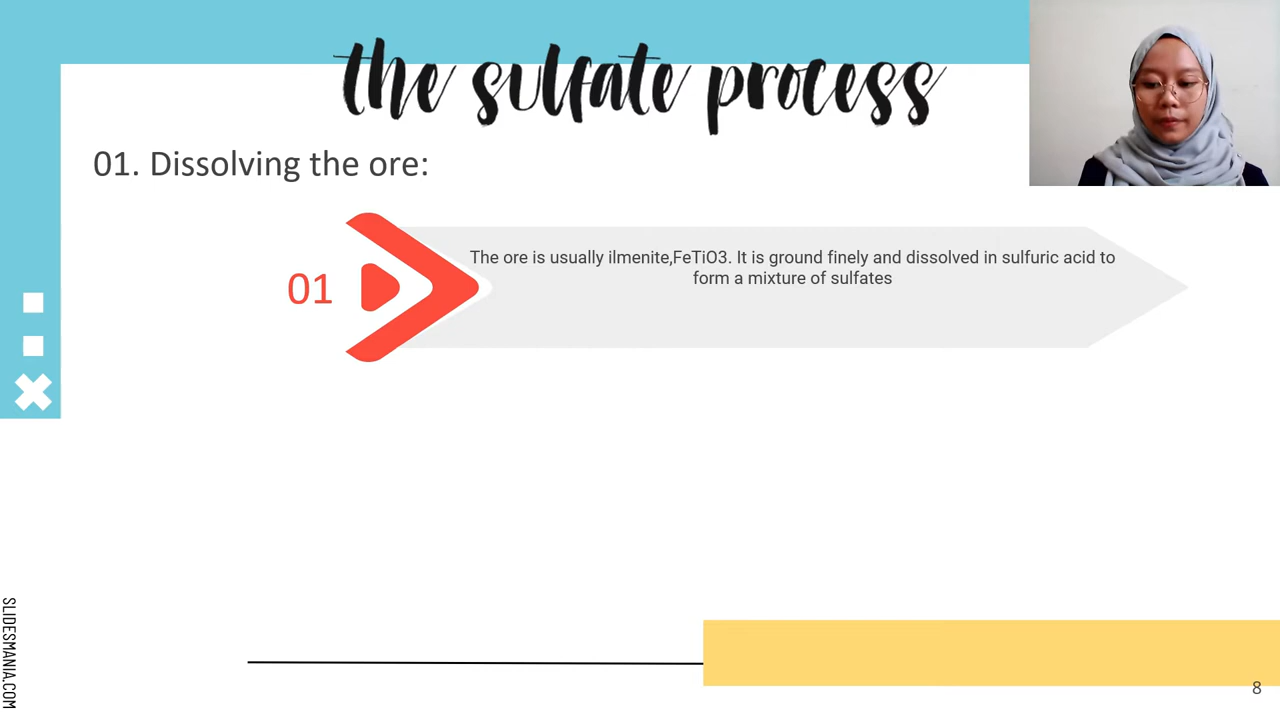 the sulfate process
01. Dissolving the ore:
01
The ore is usually ilmenite,FeTiO3. It is ground finely and dissolved in sulfuric acid to
form a mixture of sulfates
SLIDESMANIA.COM
8